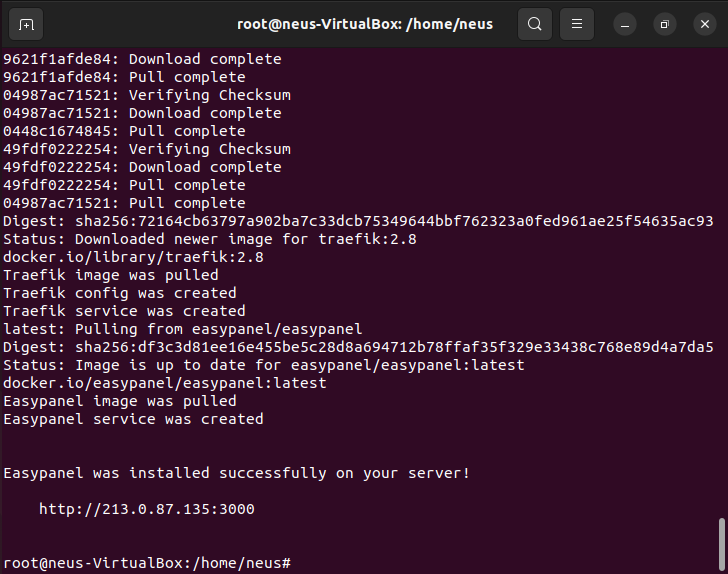 root@neus-VirtualBox: /home/neus
9621f1afde84: Download complete
9621f1afde84: Pull complete
04987ac71521: Verifying Checksum
04987ac71521: Download complete
0448c1674845: Pull complete
49fdf0222254: Verifying Checksum
49fdf0222254: Download complete
49fdf0222254: Pull complete
04987ac71521: Pull complete
Digest: sha256:72164cb63797a902ba7c33dcb75349644bbf762323a0fed961ae25f54635ac93
Status: Downloaded newer image for traefik:2.8
docker.io/library/traefik:2.8
Traefik image was pulled
Traefik config was created
Traefik service was created
latest: Pulling from easypanel/easypanel
Digest: sha256:df3c3d81ee16e455be5c28d8a694712b78ffaf35f329e33438c768e89d4a7da5
Status: Image is up to date for easypanel/easypanel:latest
docker.io/easypanel/easypanel:latest
Easypanel image was pulled
Easypanel service was created
Easypanel was installed successfully on your server!
http://213.0.87.135:3000
root@neus-VirtualBox:/home/neus#